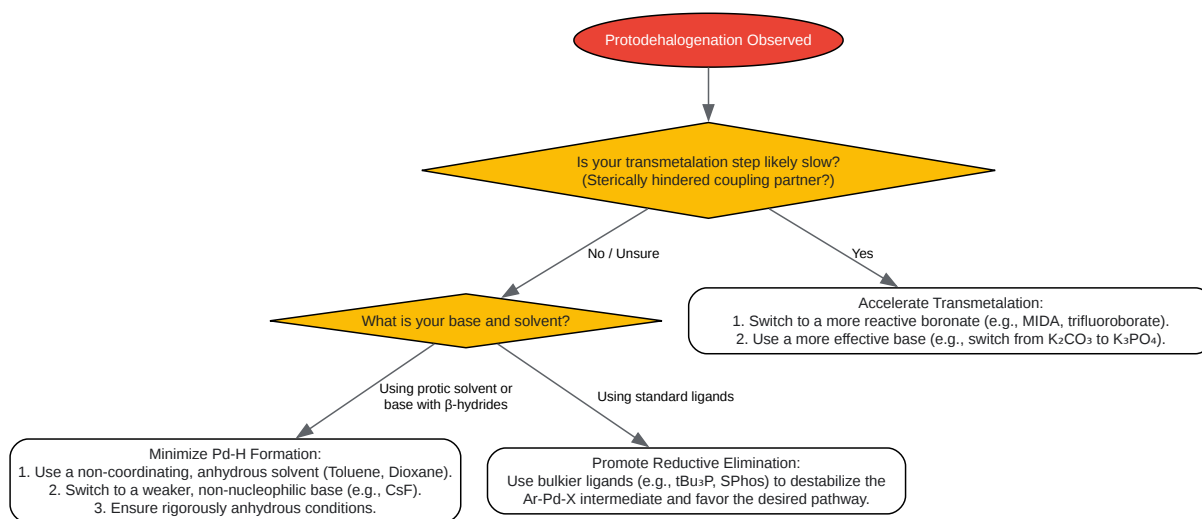 Protodehalogenation Observed
Is your transmetalation step likely slow?
(Sterically hindered coupling partner?)
No / Unsure
Yes
What is your base and solvent?
Accelerate Transmetalation:
1. Switch to a more reactive boronate (e.g., MIDA, trifluoroborate).
2. Use a more effective base (e.g., switch from K₂CO₃ to K₃PO₄).
Using protic solvent or
base with β-hydrides
Using standard ligands
Minimize Pd-H Formation:
1. Use a non-coordinating, anhydrous solvent (Toluene, Dioxane).
2. Switch to a weaker, non-nucleophilic base (e.g., CsF).
3. Ensure rigorously anhydrous conditions.
Promote Reductive Elimination:
Use bulkier ligands (e.g., tBu₃P, SPhos) to destabilize the
Ar-Pd-X intermediate and favor the desired pathway.